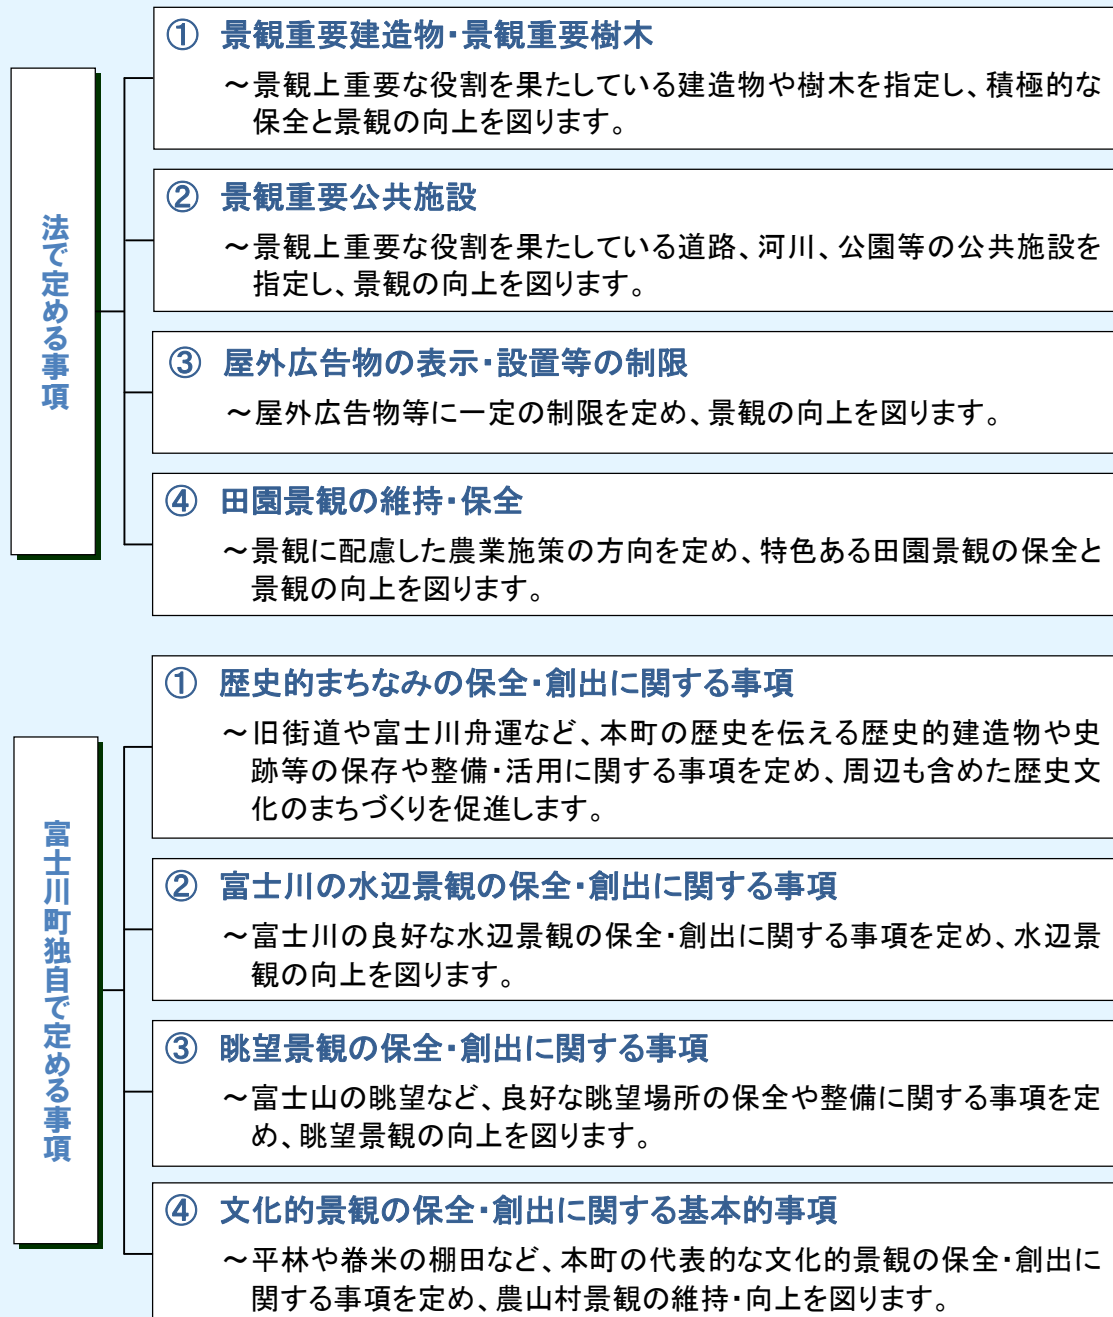 法で定める事項
① 景観重要建造物・景観重要樹木
～景観上重要な役割を果たしている建造物や樹木を指定し、積極的な
保全と景観の向上を図ります。
② 景観重要公共施設
～景観上重要な役割を果たしている道路、河川、公園等の公共施設を
指定し、景観の向上を図ります。
③ 屋外広告物の表示・設置等の制限
～屋外広告物等に一定の制限を定め、景観の向上を図ります。
④ 田園景観の維持・保全
～景観に配慮した農業施策の方向を定め、特色ある田園景観の保全と
景観の向上を図ります。
富士川町独自で定める事項
① 歴史的まちなみの保全・創出に関する事項
～旧街道や富士川舟運など、本町の歴史を伝える歴史的建造物や史
跡等の保存や整備・活用に関する事項を定め、周辺も含めた歴史文
化のまちづくりを促進します。
② 富士川の水辺景観の保全・創出に関する事項
～富士川の良好な水辺景観の保全・創出に関する事項を定め、水辺景
観の向上を図ります。
③ 眺望景観の保全・創出に関する事項
～富士山の眺望など、良好な眺望場所の保全や整備に関する事項を定
め、眺望景観の向上を図ります。
④ 文化的景観の保全・創出に関する基本的事項
～平林や舂米の棚田など、本町の代表的な文化的景観の保全・創出に
関する事項を定め、農山村景観の維持・向上を図ります。